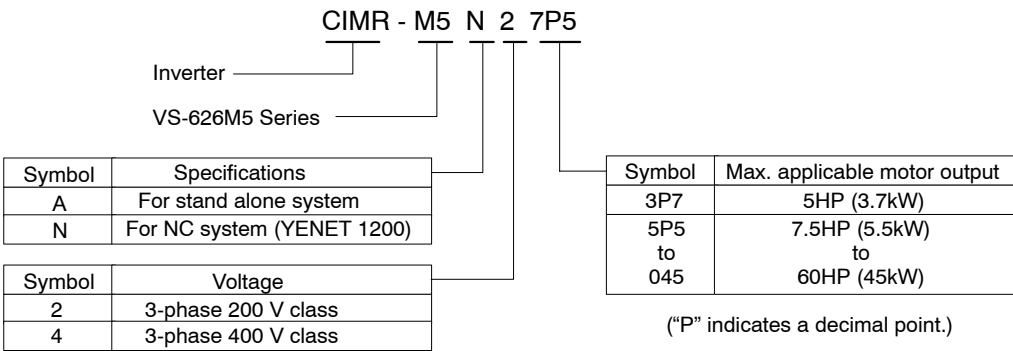 CIMR - M5 N 2 7P5
Inverter
VS-626M5 Series
Symbol Specifications
A For stand alone system
N For NC system (YENET 1200)
Symbol Voltage
2 3-phase 200 V class
4 3-phase 400 V class
Symbol Max. applicable motor output
3P7 5HP (3.7kW)
5P5 7.5HP (5.5kW)
to to
045 60HP (45kW)
(“P” indicates a decimal point.)